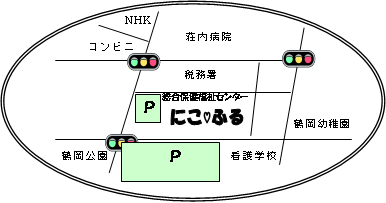 NHK
荘内病院
コンビニ
税務署
総合保健福祉センター
P
にこ♡ふる
鶴岡幼稚園
鶴岡公園
P
看護学校